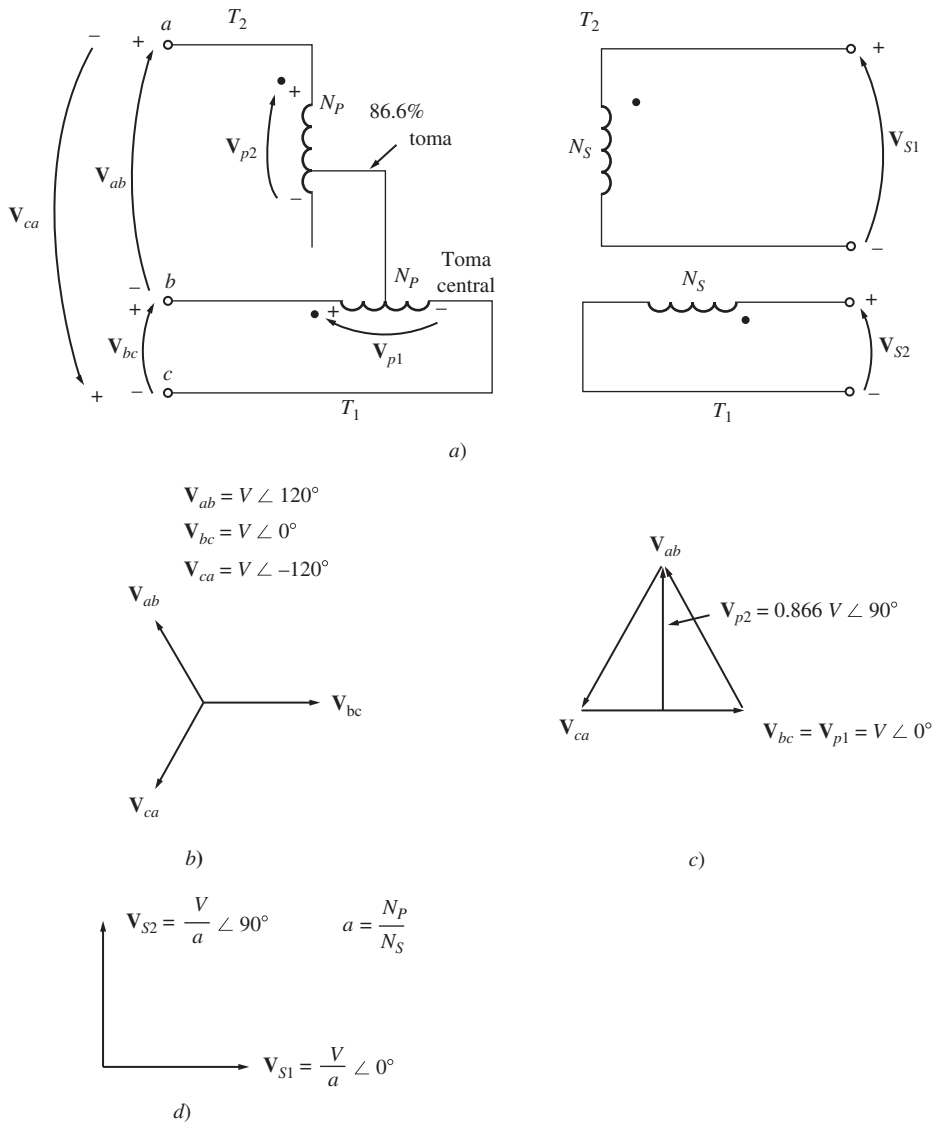 a
T2
−
+
NP
86.6%
toma
Vp2
Vab
Vca
−
+
−
b
+
NP
Toma
central
+
−
Vbc
Vp1
c
−
+
T1
T2
+
NS
VS1
−
NS
+
VS2
−
T1
a)
Vab = V ∠ 120°
Vbc = V ∠ 0°
Vca = V ∠ –120°
Vab
Vbc
Vca
b)
Vab
Vp2 = 0.866 V ∠ 90°
Vca
Vbc = Vp1 = V ∠ 0°
c)
VS2 = V/a ∠ 90°
a = NP/NS
VS1 = V/a ∠ 0°
d)